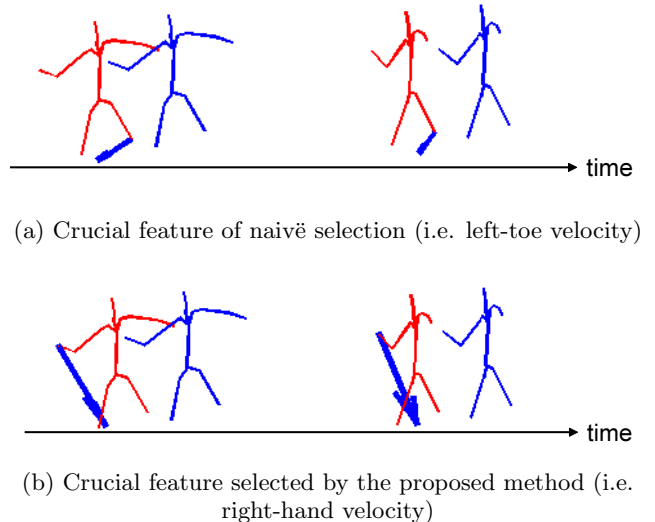 time
(a) Crucial feature of naivë selection (i.e. left-toe velocity)
time
(b) Crucial feature selected by the proposed method (i.e.
right-hand velocity)